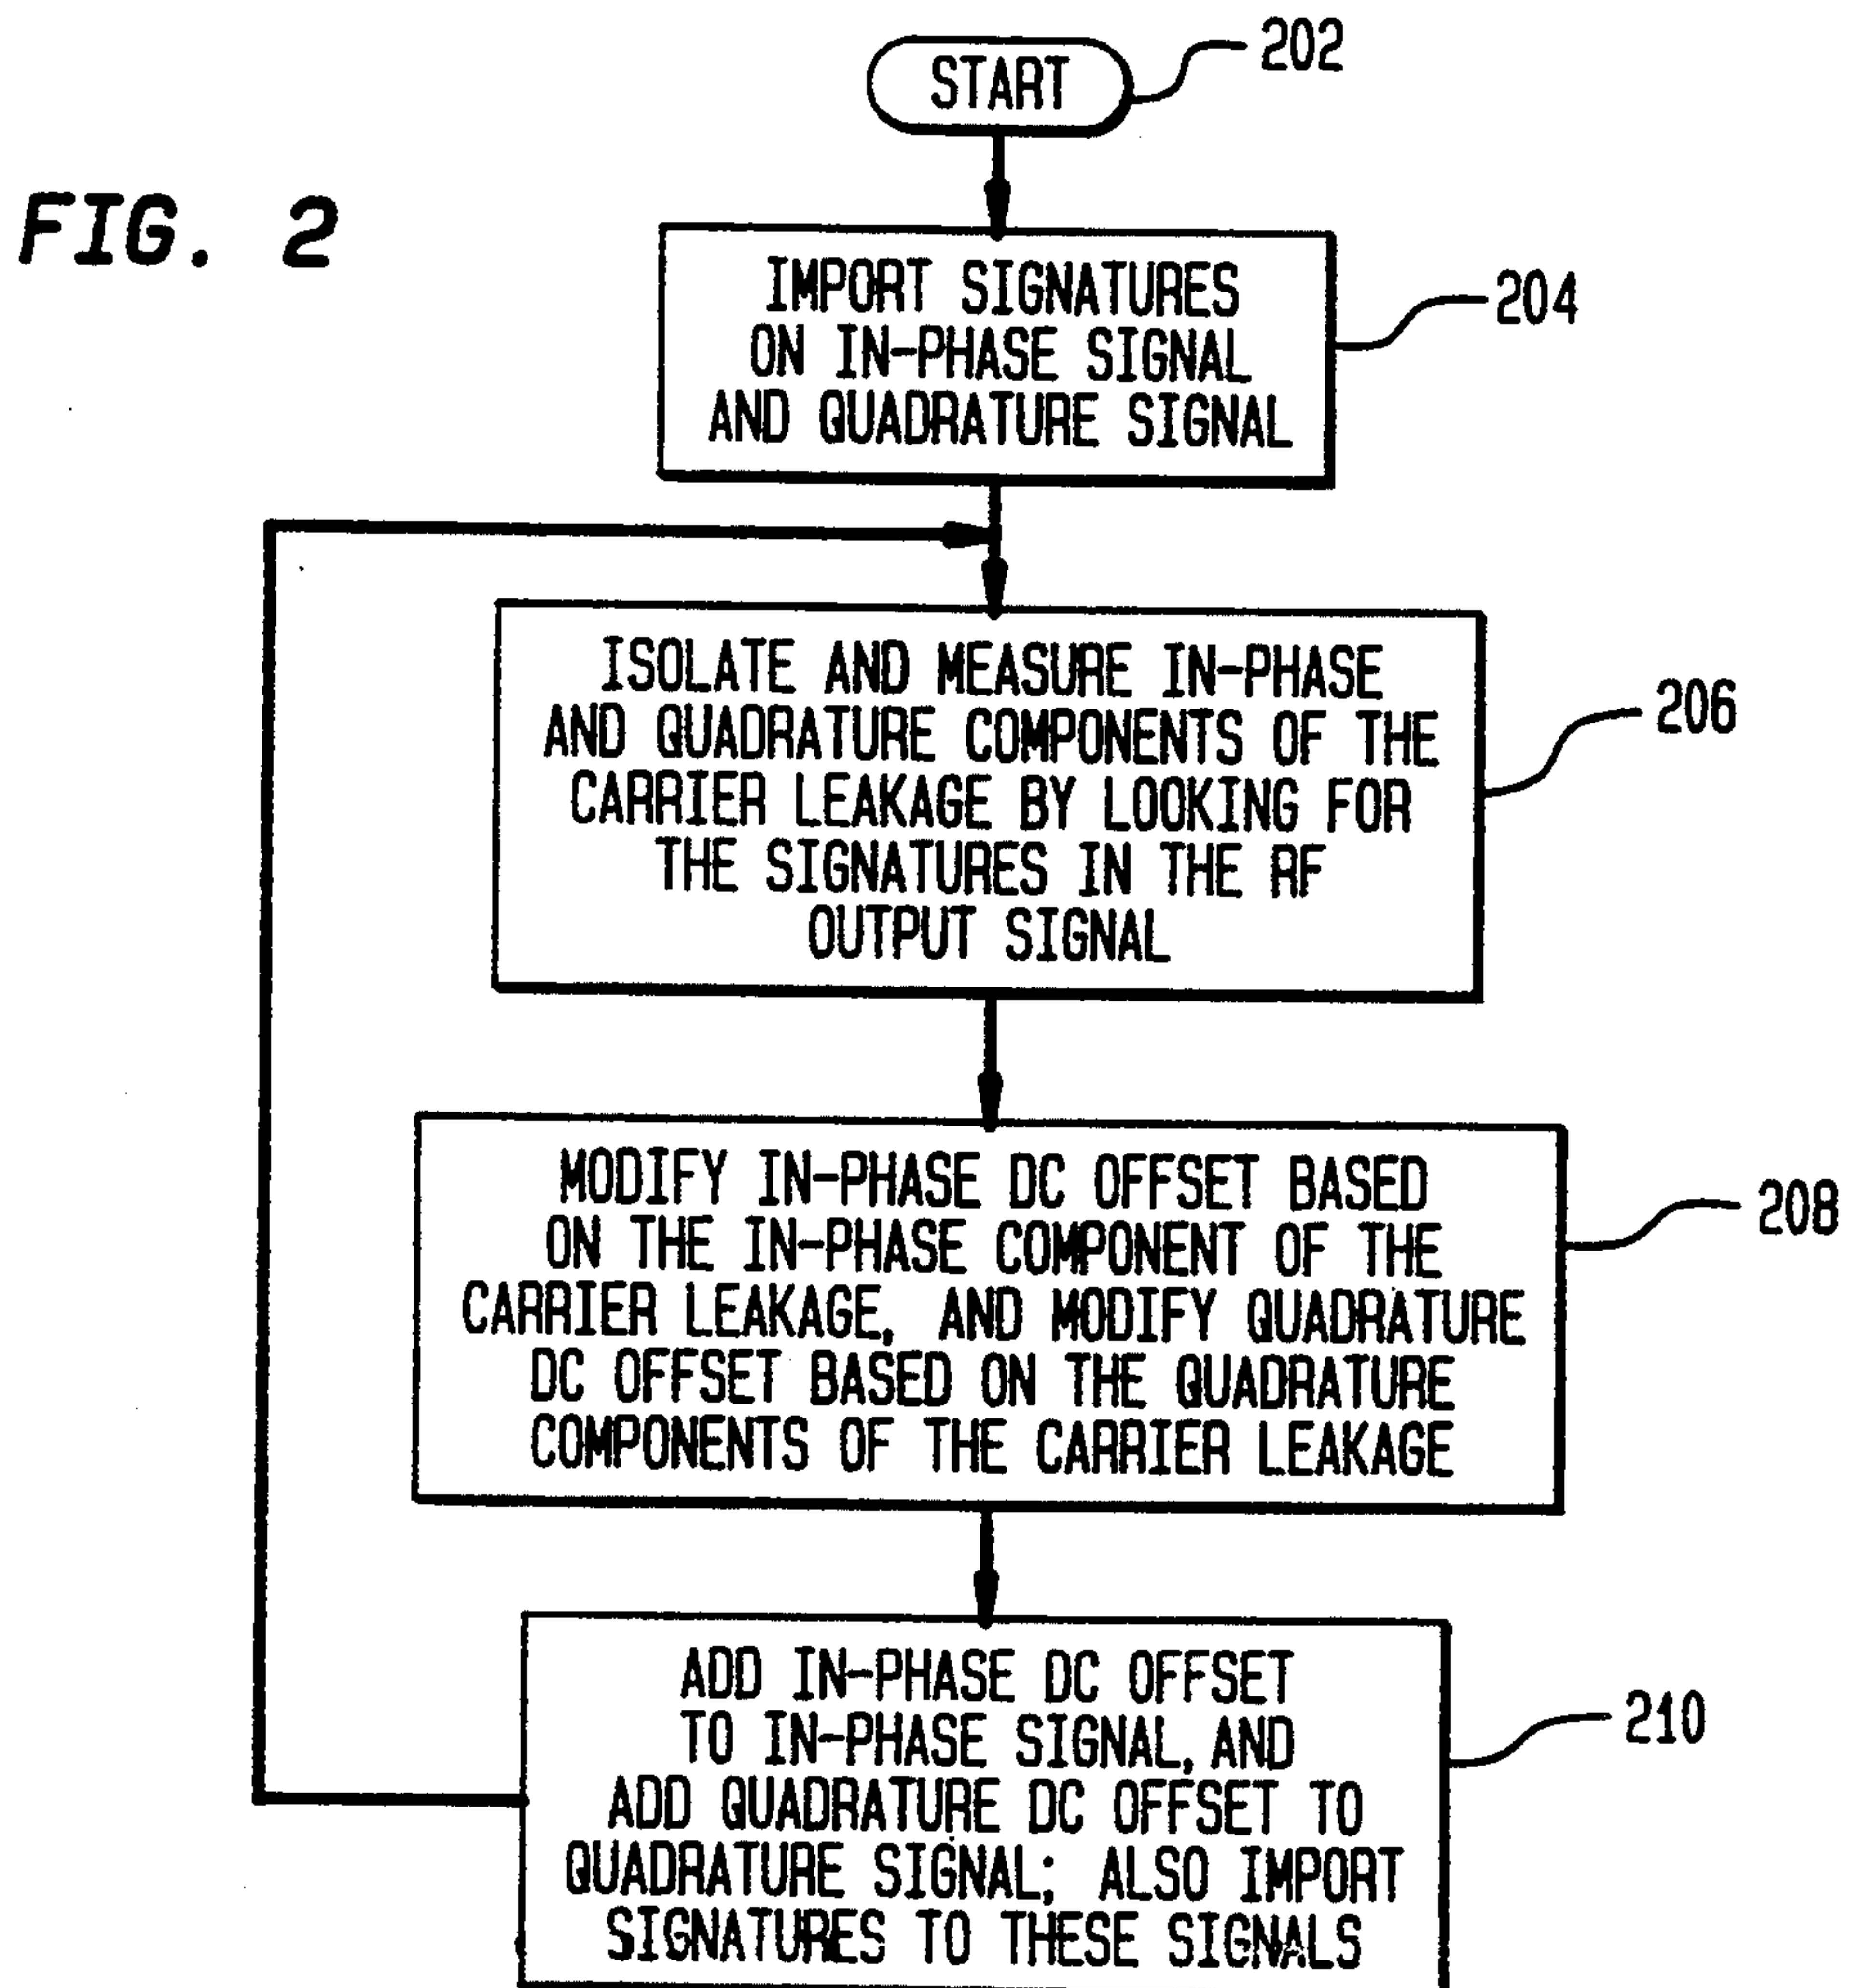 START
202
FIG. 2
IMPORT SIGNATURES
ON IN-PHASE SIGNAL
AND QUADRATURE SIGNAL
204
ISOLATE AND MEASURE IN-PHASE
AND QUADRATURE COMPONENTS OF THE
CARRIER LEAKAGE BY LOOKING FOR
THE SIGNATURES IN THE RF
OUTPUT SIGNAL
206
MODIFY IN-PHASE DC OFFSET BASED
ON THE IN-PHASE COMPONENT OF THE
CARRIER LEAKAGE, AND MODIFY QUADRATURE
DC OFFSET BASED ON THE QUADRATURE
COMPONENTS OF THE CARRIER LEAKAGE
208
ADD IN-PHASE DC OFFSET
TO IN-PHASE SIGNAL, AND
ADD QUADRATURE DC OFFSET TO
QUADRATURE SIGNAL; ALSO IMPORT
SIGNATURES TO THESE SIGNALS
210